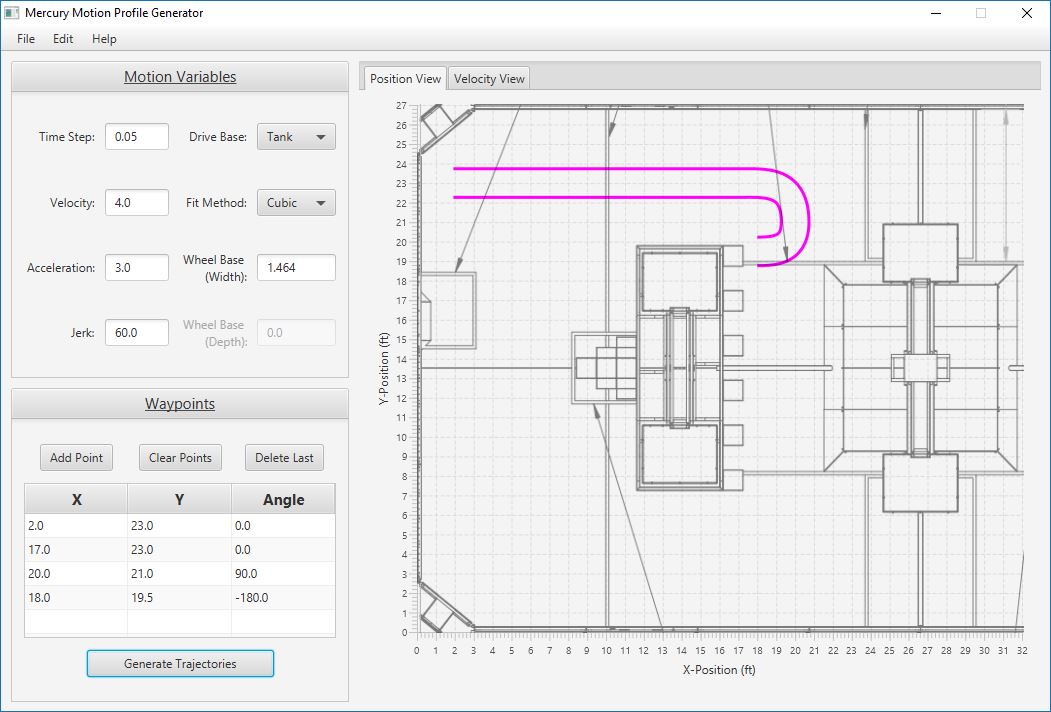 Mercury Motion Profile Generator
File Edit Help
Motion Variables
Time Step: 0.05 Drive Base: Tank
Velocity: 4.0 Fit Method: Cubic
Acceleration: 3.0 Wheel Base
(Width): 1.464
Jerk: 60.0 Wheel Base
(Depth): 0.0
Waypoints
Add Point Clear Points Delete Last
X Y Angle
2.0 23.0 0.0
17.0 23.0 0.0
20.0 21.0 90.0
18.0 19.5 -180.0
Generate Trajectories
Position View Velocity View
27
26
25
24
23
22
21
20
19
18
17
16
15
14
13
12
11
10
9
8
7
6
5
4
3
2
1
0
Y-Position (ft)
0 1 2 3 4 5 6 7 8 9 10 11 12 13 14 15 16 17 18 19 20 21 22 23 24 25 26 27 28 29 30 31 32
X-Position (ft)